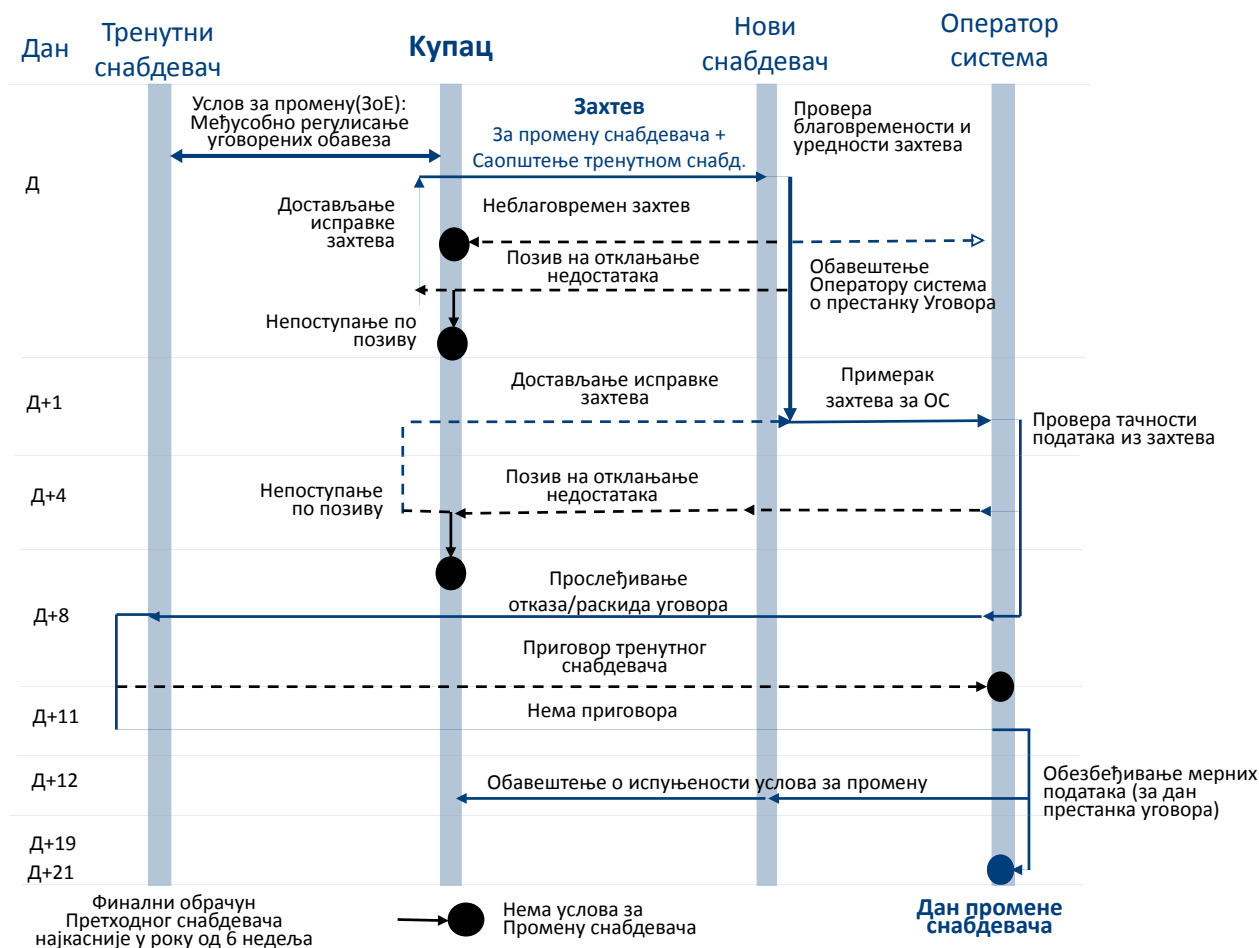 Дан
Тренутни
снабдевач
Купац
Нови
снабдевач
Оператор
система
Услов за промену(ЗоЕ):
Међусобно регулисање
уговорених обавеза
Захтев
За промену снабдевача +
Саопштење тренутном снабд.
Провера
благовремености и
уредности захтева
Д
Достављање
исправке
захтева
Неблаговремен захтев
Позив на отклањање
недостатака
Обавештење
Оператору система
о престанку Уговора
Непоступање по
позиву
Д+1
Достављање исправке
захтева
Примерак
захтева за ОС
Провера тачности
података из захтева
Д+4
Непоступање
по позиву
Позив на отклањање
недостатака
Д+8
Прослеђивање
отказа/раскида уговора
Приговор тренутног
снабдевача
Д+11
Нема приговора
Д+12
Обавештење о испуњености услова за промену
Обезбеђивање мерних
података (за дан
престанка уговора)
Д+19
Д+21
Финални обрачун
Претходног снабдевача
најкасније у року од 6 недеља
Нема услова за
Промену снабдевача
Дан промене
снабдевача